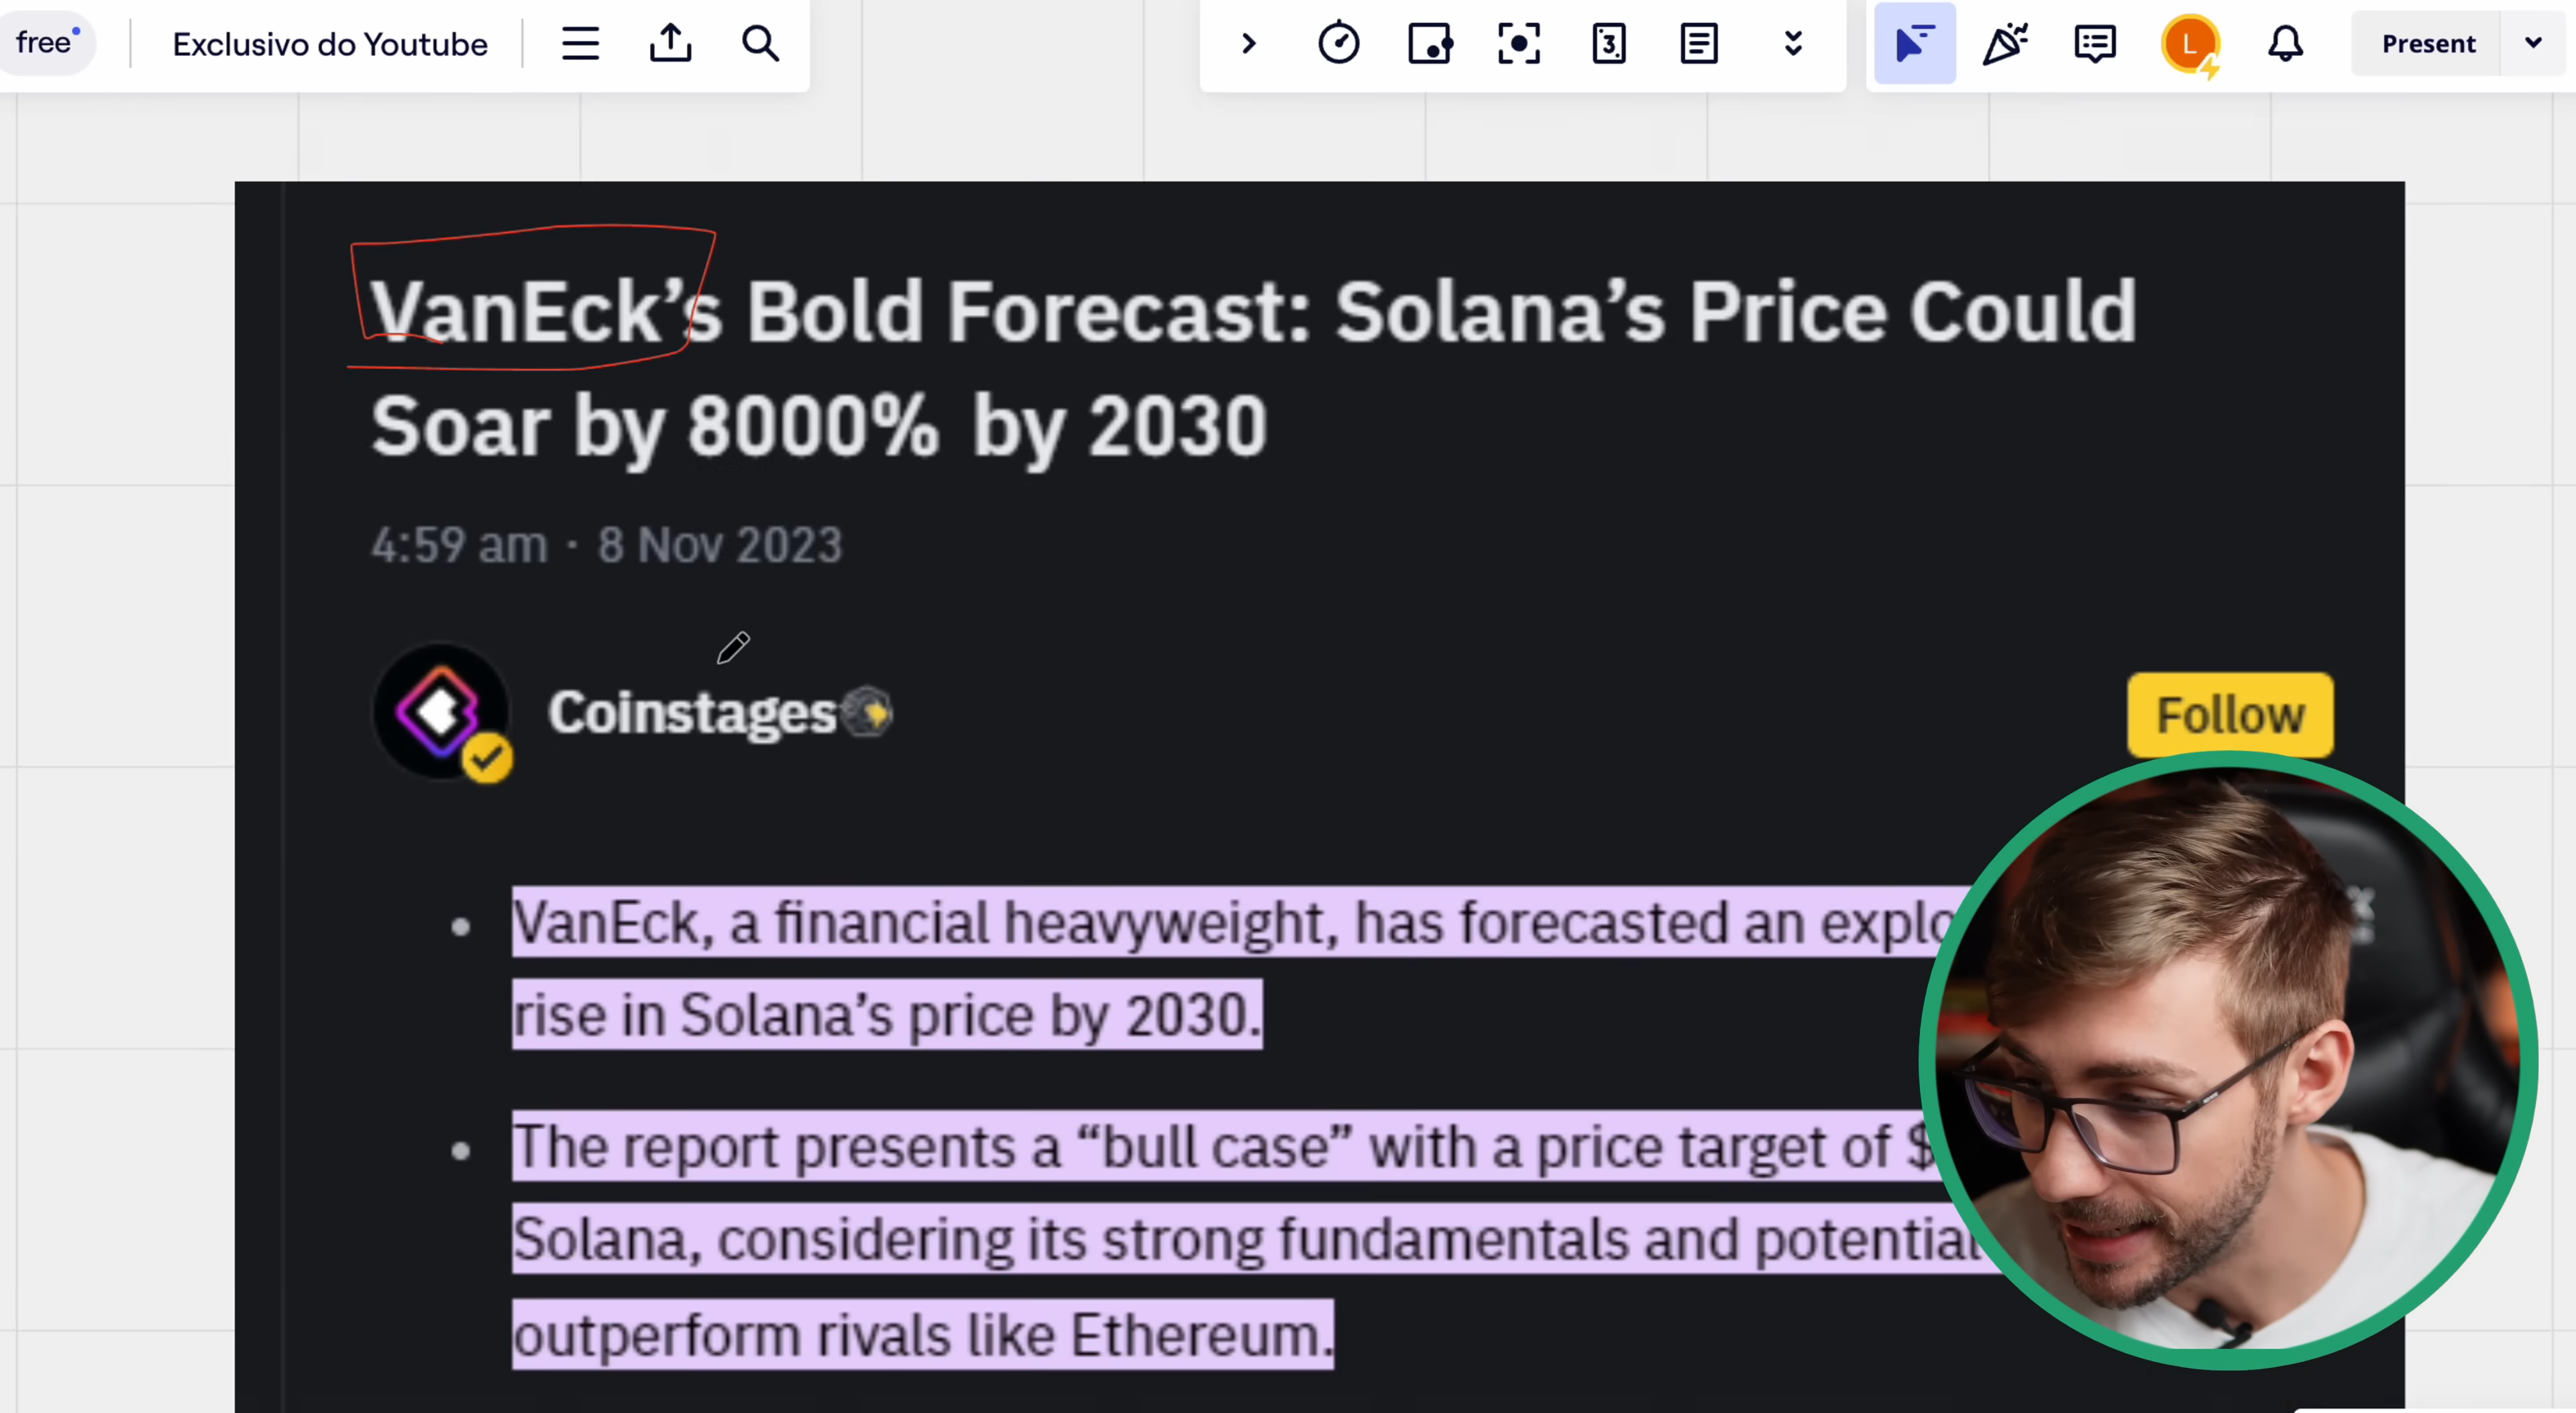 free
Exclusivo do Youtube
3
L
Present
VanEck’s Bold Forecast: Solana’s Price Could
Soar by 8000% by 2030
4:59 am · 8 Nov 2023
Coinstages
Follow
VanEck, a financial heavyweight, has forecasted an
rise in Solana’s price by 2030.
The report presents a “bull case” with a price target of $
Solana, considering its strong fundamentals and potential
outperform rivals like Ethereum.